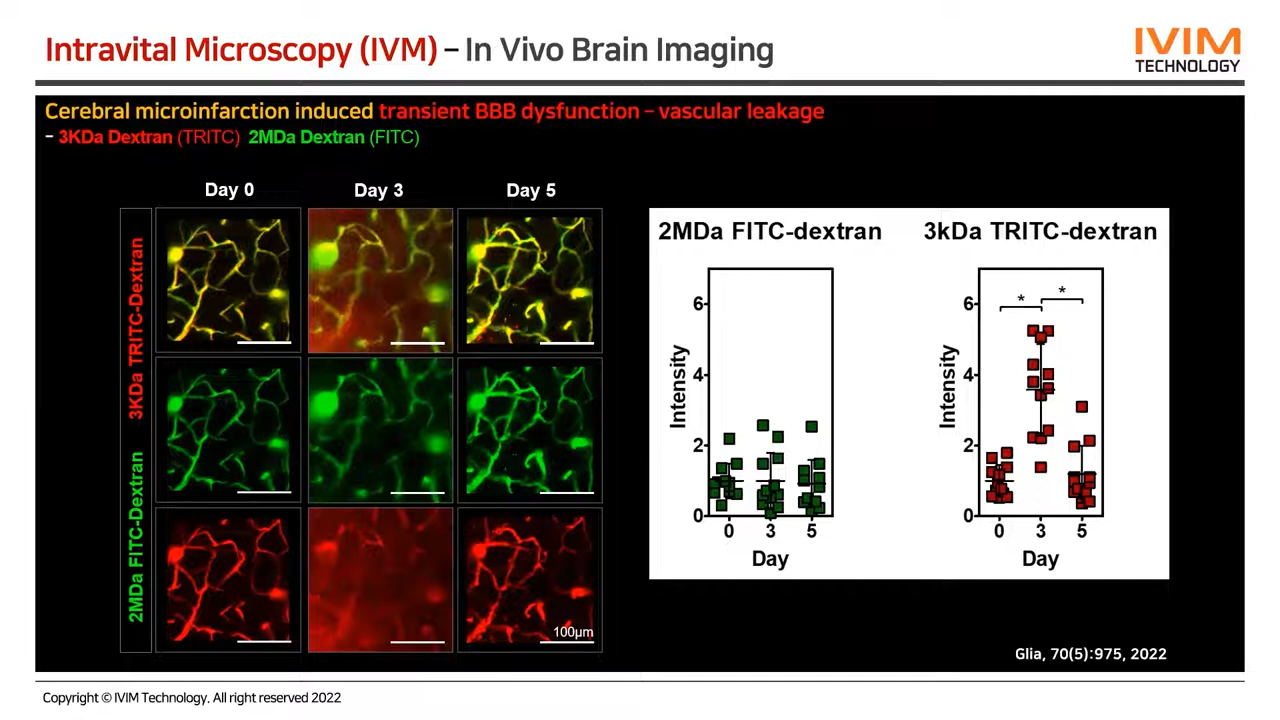 Intravital Microscopy (IVM) – In Vivo Brain Imaging
IVIM
TECHNOLOGY
Cerebral microinfarction induced transient BBB dysfunction – vascular leakage
– 3KDa Dextran (TRITC) 2MDa Dextran (FITC)
Day 0 Day 3 Day 5
3KDa TRITC-Dextran
2MDa FITC-Dextran
100μm
2MDa FITC-dextran
Intensity
6
4
2
0
0 3 5
Day
3kDa TRITC-dextran
Intensity
6
4
2
0
* *
0 3 5
Day
Glia, 70(5):975, 2022
Copyright © IVIM Technology. All right reserved 2022